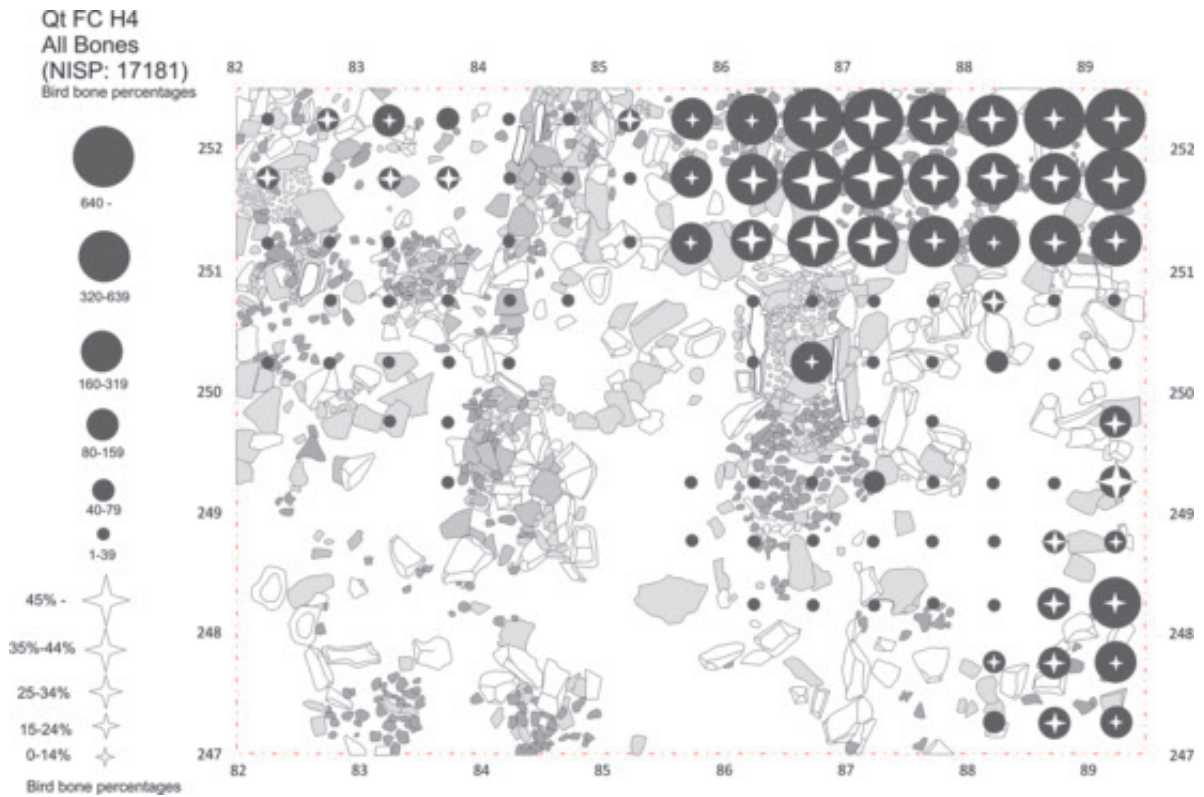 Qt FC H4
All Bones
(NISP: 17181)
Bird bone percentages
82 83 84 85 86 87 88 89
252 252
251 251
250 250
249 249
248 248
247 247
82 83 84 85 86 87 88 89
640 -
320-639
160-319
80-159
40-79
1-39
45% -
35%-44%
25-34%
15-24%
0-14%
Bird bone percentages